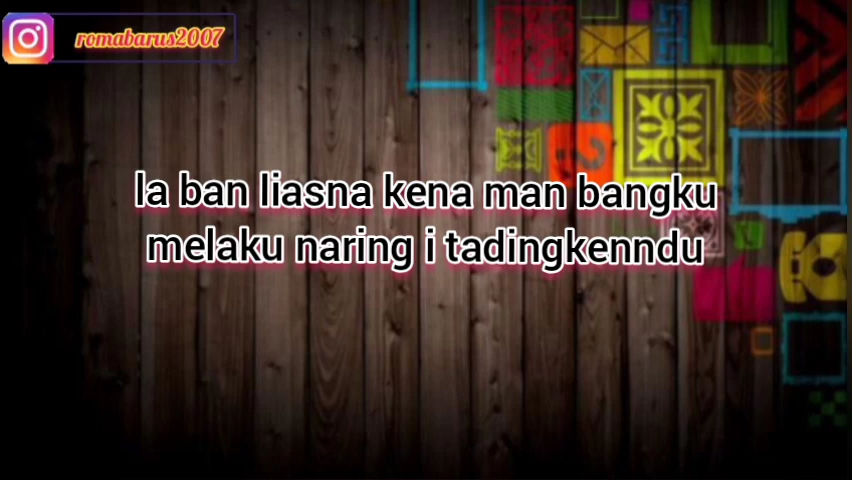 romabarus2007
la ban liasna kena man bangku
melaku naring i tadingkenndu